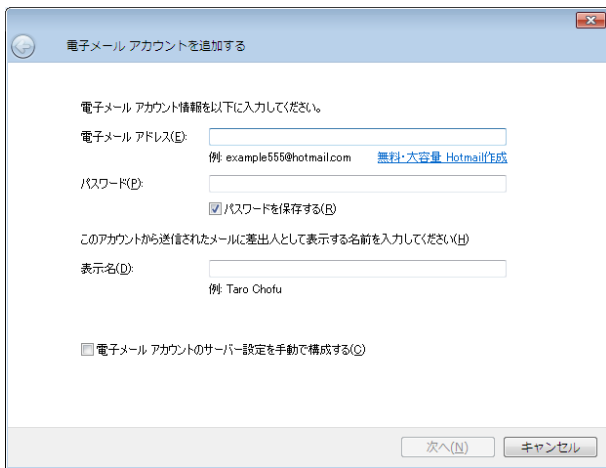 電子メール アカウントを追加する
電子メール アカウント情報を以下に入力してください。
電子メール アドレス(E):
例: example555@hotmail.com 無料・大容量 Hotmail作成
パスワード(P):
パスワードを保存する(R)
このアカウントから送信されたメールに差出人として表示する名前を入力してください(H)
表示名(D):
例: Taro Chofu
電子メール アカウントのサーバー設定を手動で構成する(C)
次へ(N) キャンセル